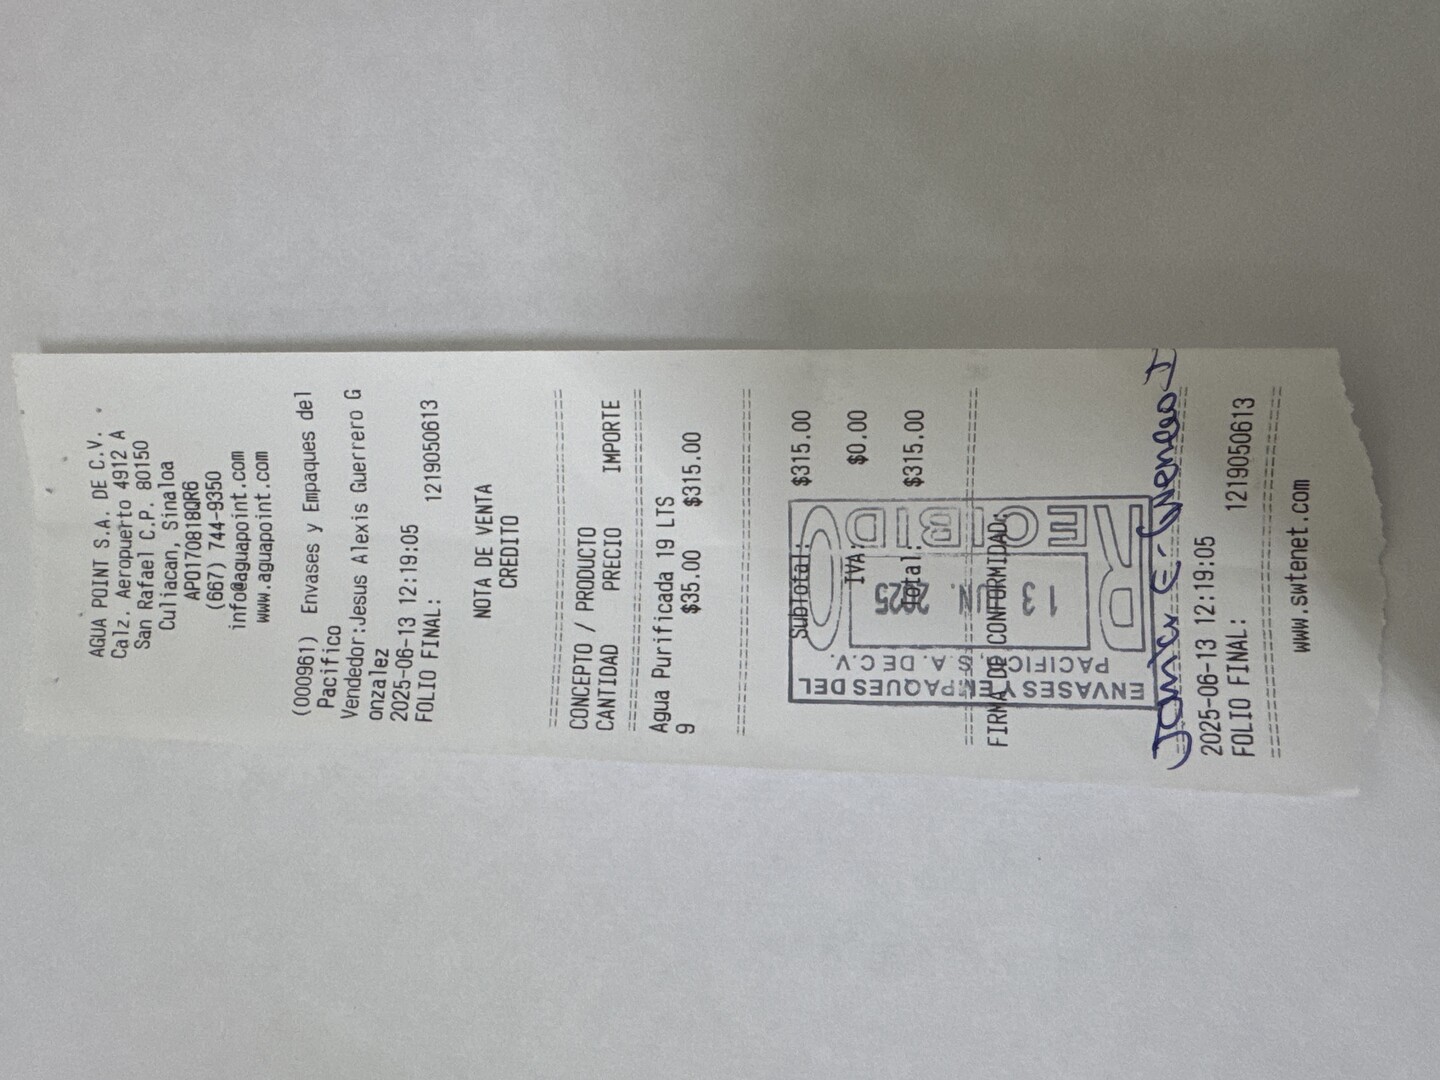 AGUA POINT S.A. DE C.V.
Calz. Aeropuerto 4912 A
San Rafael C.P. 80150
Culiacan, Sinaloa
APO170818QR6
(667) 744-9350
info@aguapoint.com
www.aguapoint.com
(000961) Envases y Empaques del
Pacifico
Vendedor:Jesus Alexis Guerrero G
onzalez
2025-06-13 12:19:05
FOLIO FINAL: 1219050613
NOTA DE VENTA
CREDITO
================================
CONCEPTO / PRODUCTO
CANTIDAD PRECIO IMPORTE
================================
Agua Purificada 19 LTS
9 $35.00 $315.00
================================
Subtotal: $315.00
IVA: $0.00
Total: $315.00
================================
FIRMA DE CONFORMIDAD:
ENVASES Y EMPAQUES DEL
PACIFICO, S.A. DE C.V.
13 JUN. 2025
RECIBIDO
================================
2025-06-13 12:19:05
FOLIO FINAL: 1219050613
================================
www.swtenet.com